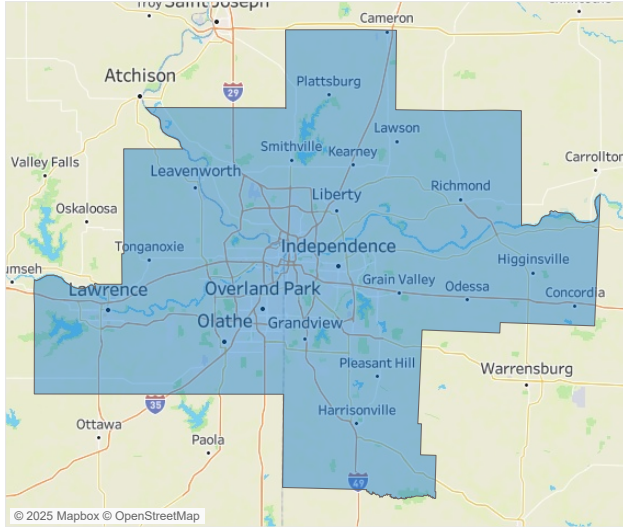 Troy
Saint Joseph
Cameron
Atchison
29
Plattsburg
Lawson
Smithville
Kearney
Carrollton
Valley Falls
Leavenworth
Richmond
Liberty
Oskaloosa
Independence
Tonganoxie
Higginsville
Lawrence
Overland Park
Grain Valley
Odessa
Concordia
Olathe
Grandview
Pleasant Hill
Warrensburg
35
Harrisonville
Ottawa
Paola
49
© 2025 Mapbox © OpenStreetMap